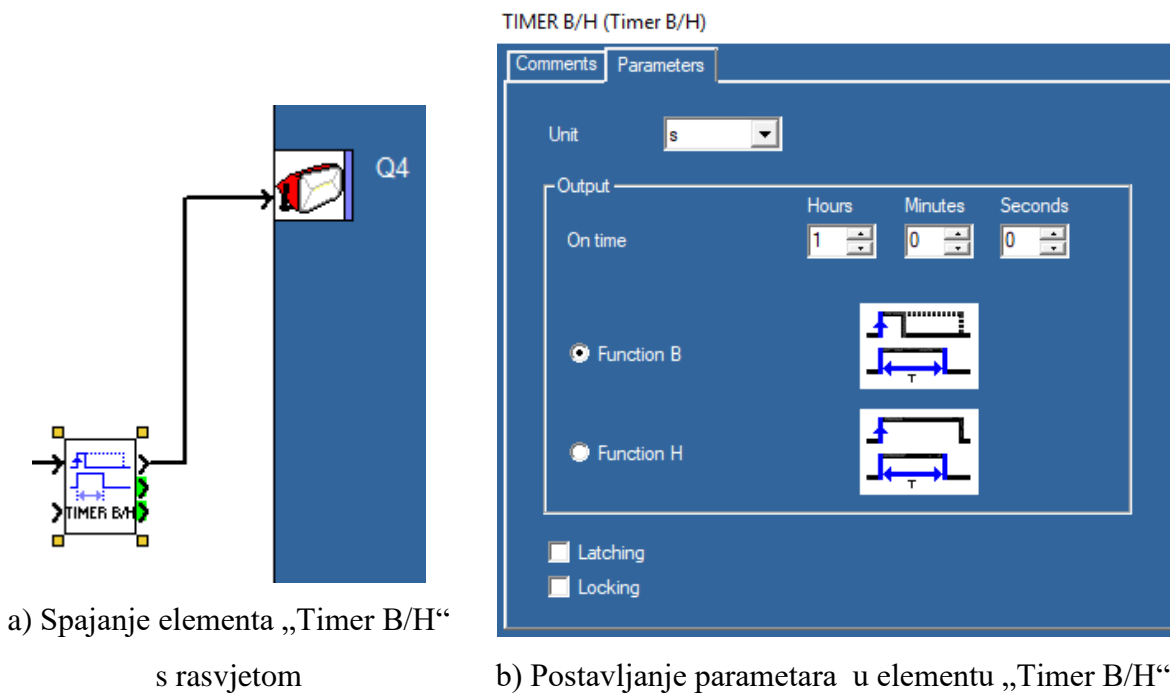 TIMER B/H (Timer B/H)
Comments Parameters
Unit s
Output
Hours Minutes Seconds
On time 1 0 0
Function B
T
Function H
T
Latching
Locking
Q4
TIMER B/H
a) Spajanje elementa „Timer B/H“
s rasvjetom
b) Postavljanje parametara u elementu „Timer B/H“